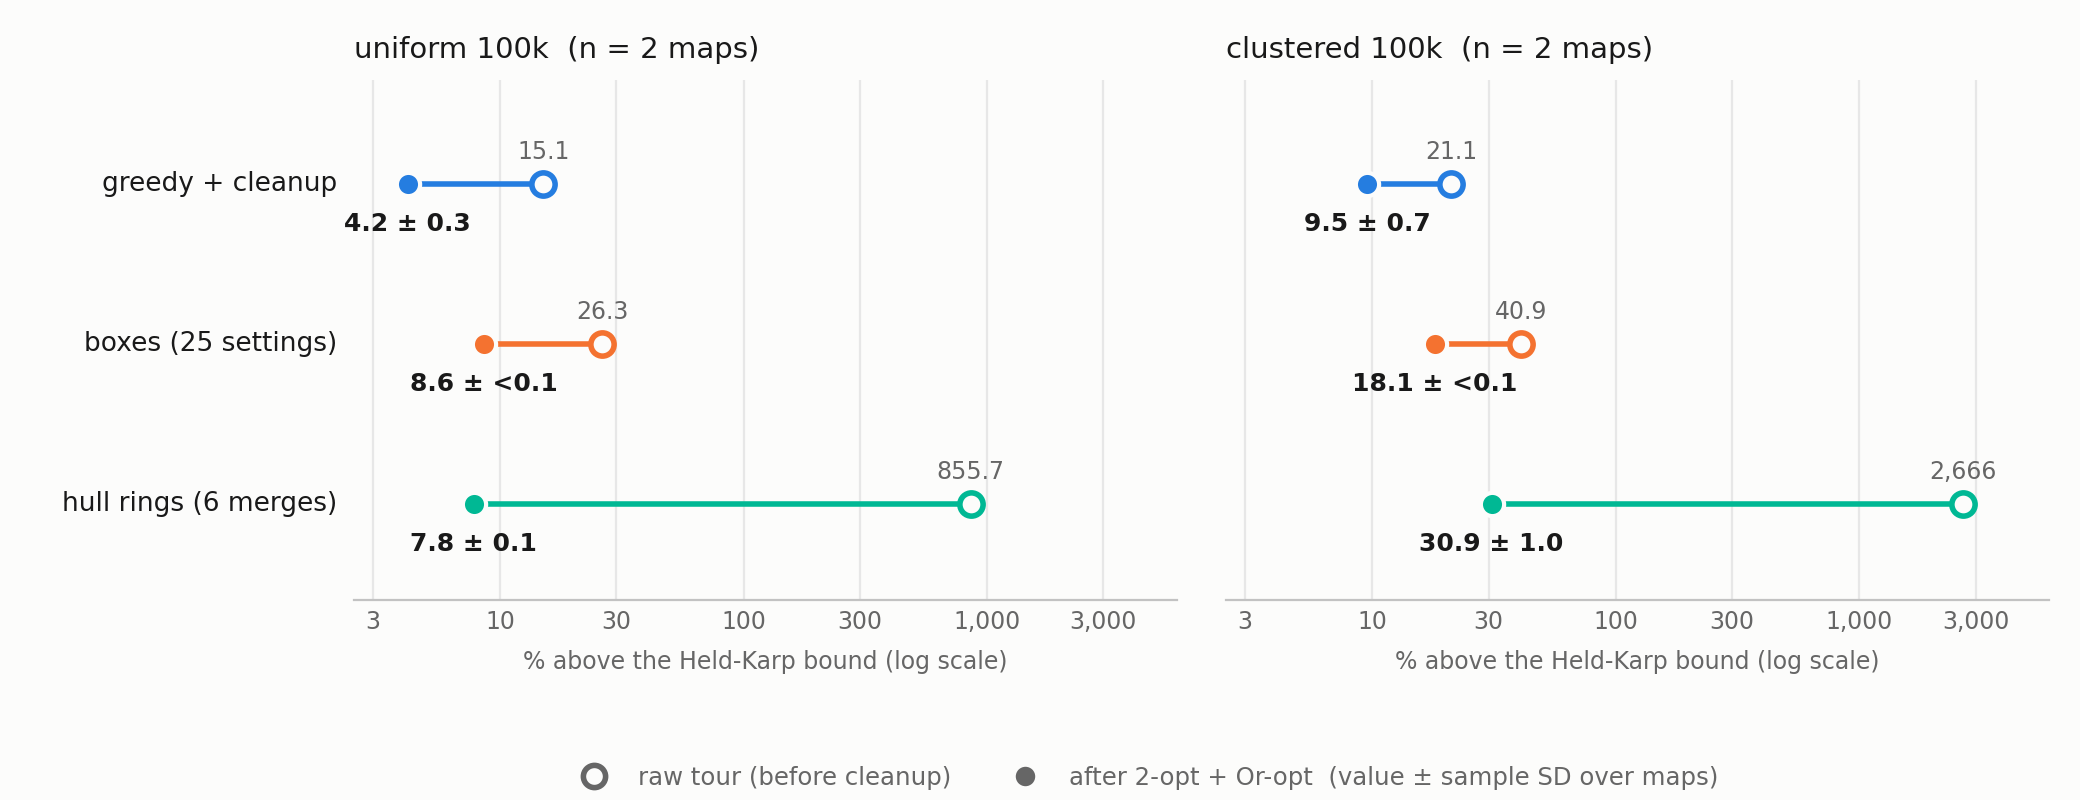 uniform 100k (n = 2 maps)
clustered 100k (n = 2 maps)
greedy + cleanup
15.1
4.2 ± 0.3
21.1
9.5 ± 0.7
boxes (25 settings)
26.3
8.6 ± <0.1
40.9
18.1 ± <0.1
hull rings (6 merges)
855.7
7.8 ± 0.1
2,666
30.9 ± 1.0
3 10 30 100 300 1,000 3,000
% above the Held-Karp bound (log scale)
3 10 30 100 300 1,000 3,000
% above the Held-Karp bound (log scale)
raw tour (before cleanup)
after 2-opt + Or-opt (value ± sample SD over maps)